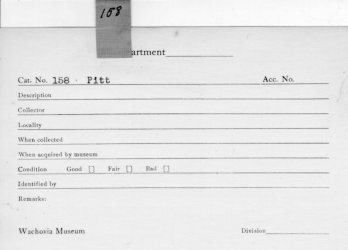 158
artment
Cat. No. 158 · Pitt Acc. No.
Description
Collector
Locality
When collected
When acquired by museum
Condition Good Fair Bad
Identified by
Remarks:
Wachovia Museum Division